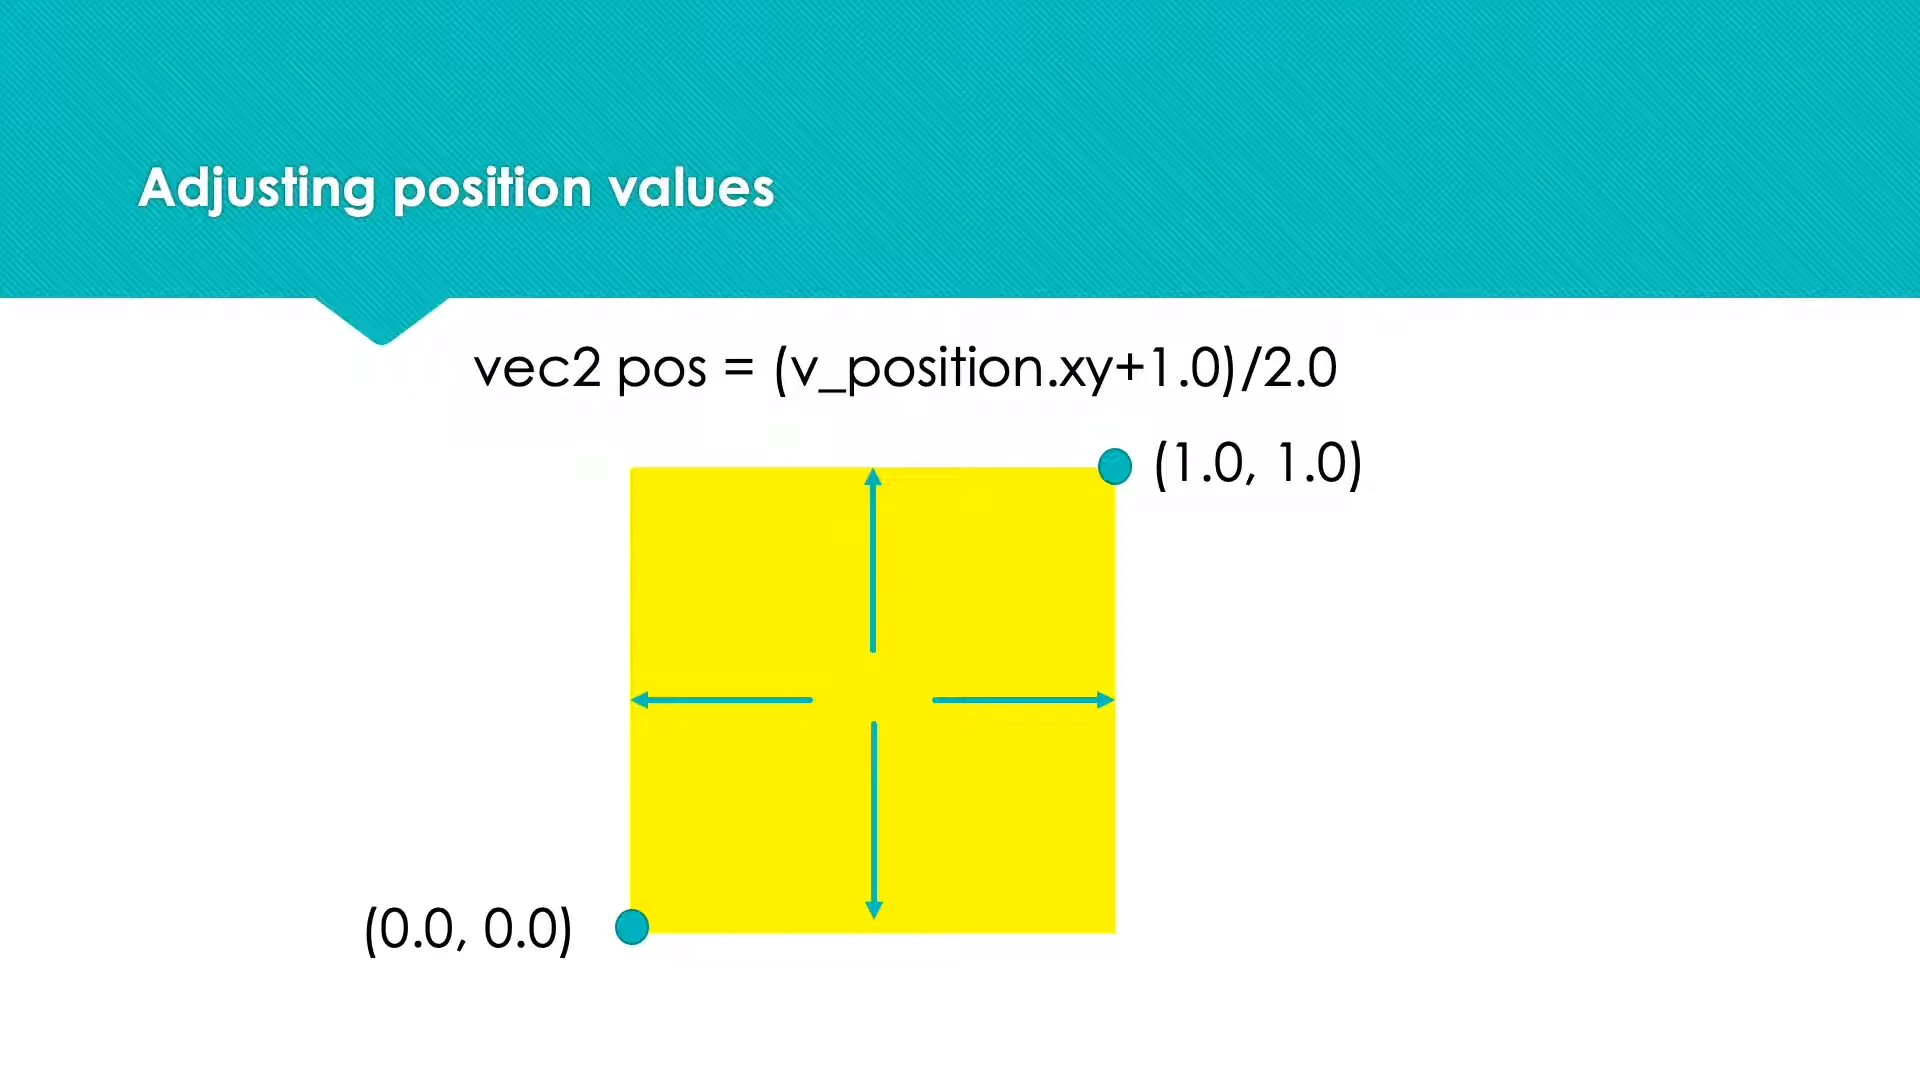 Adjusting position values
vec2 pos = (v_position.xy+1.0)/2.0
(1.0, 1.0)
(0.0, 0.0)